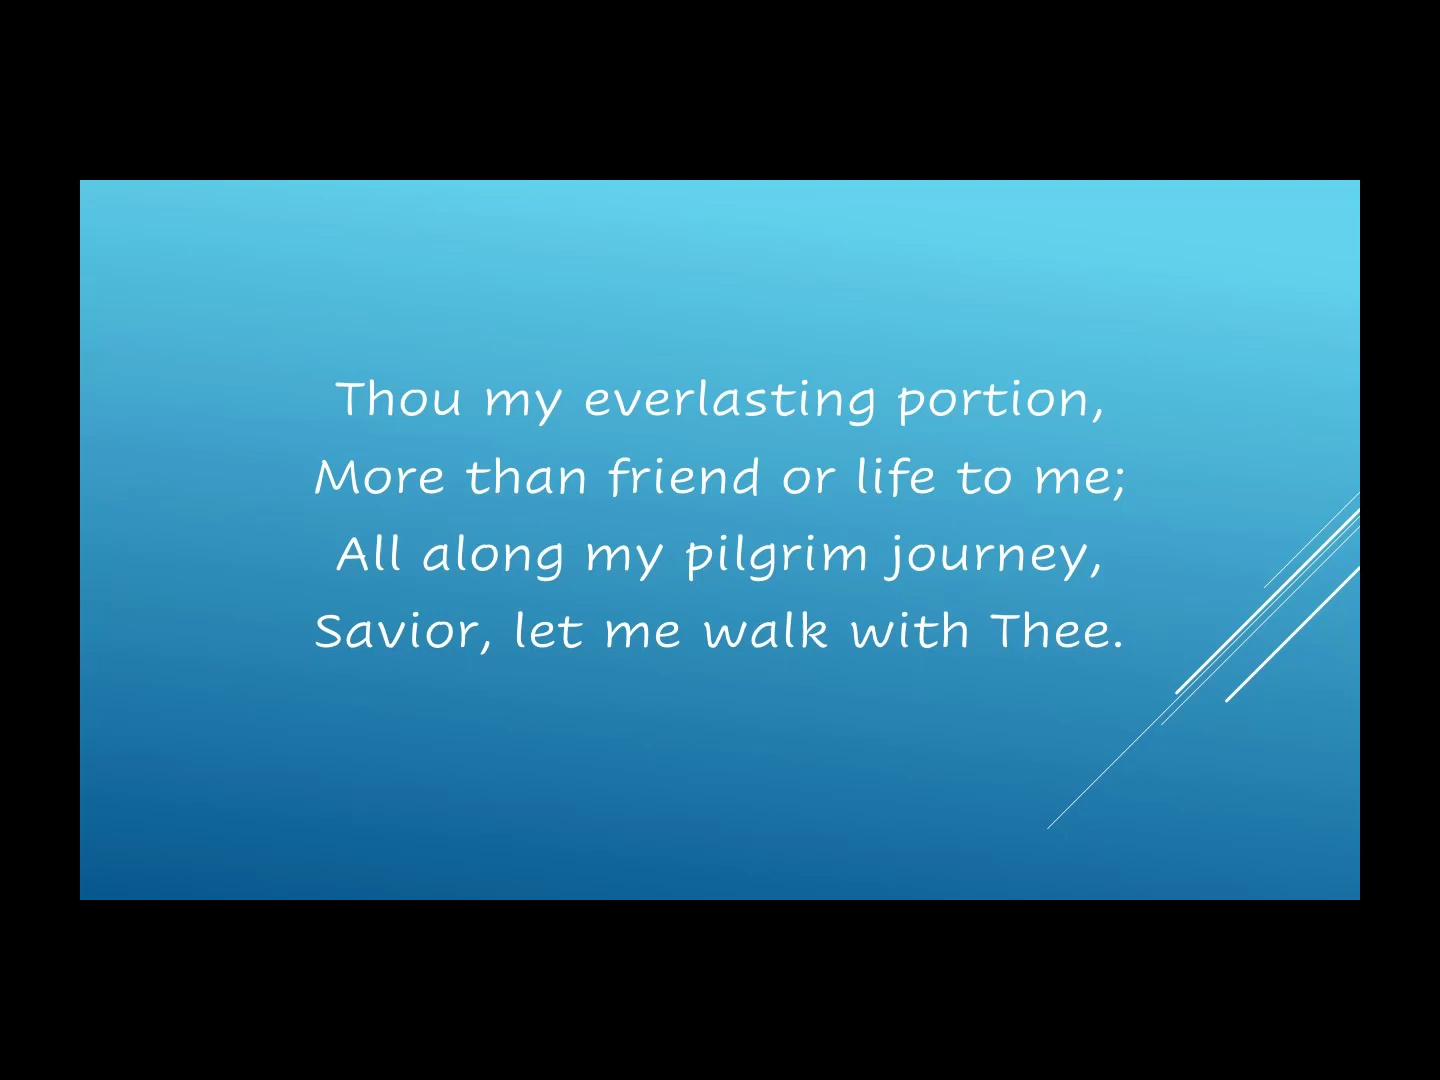 Thou my everlasting portion,
More than friend or life to me;
All along my pilgrim journey,
Savior, let me walk with Thee.